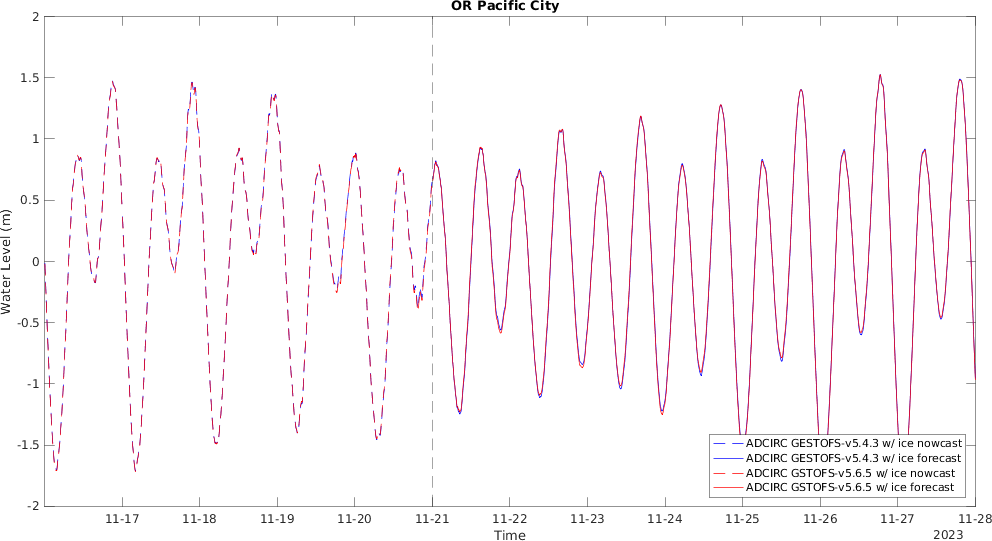 OR Pacific City
2
1.5
1
0.5
0
-0.5
-1
-1.5
-2
Water Level (m)
11-17 11-18 11-19 11-20 11-21 11-22 11-23 11-24 11-25 11-26 11-27 11-28
Time
2023
ADCIRC GESTOFS-v5.4.3 w/ ice nowcast
ADCIRC GESTOFS-v5.4.3 w/ ice forecast
ADCIRC GSTOFS-v5.6.5 w/ ice nowcast
ADCIRC GSTOFS-v5.6.5 w/ ice forecast